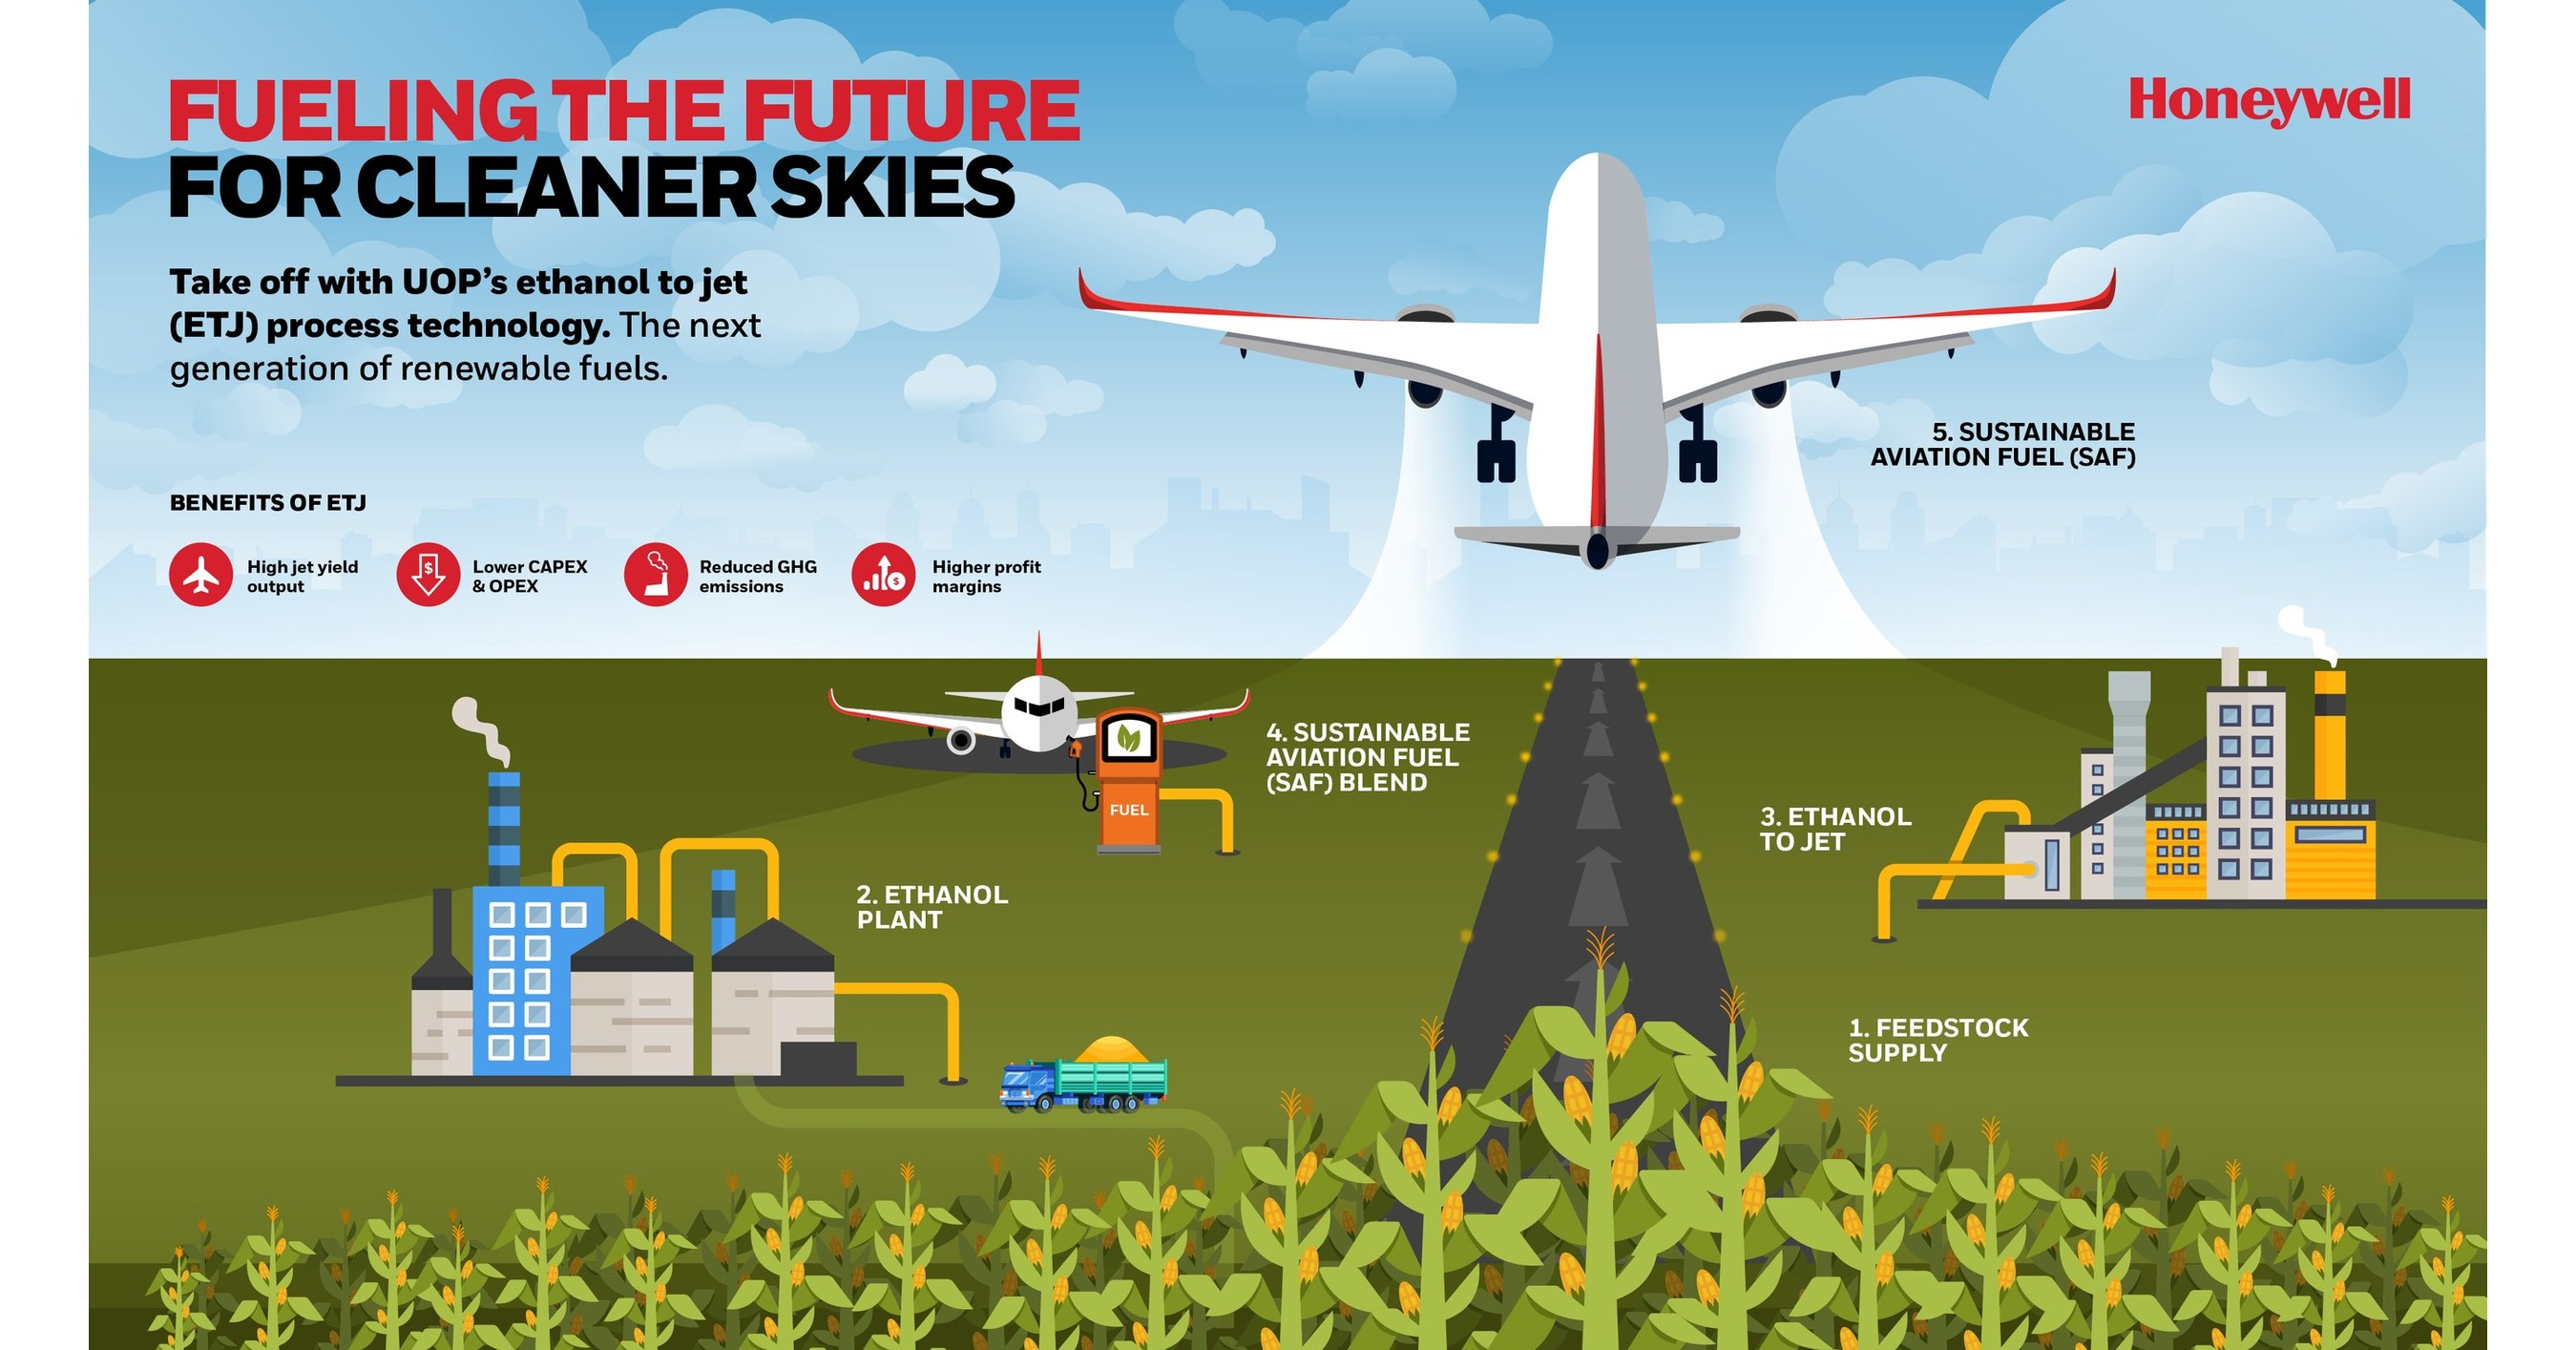 FUELING THE FUTURE
FOR CLEANER SKIES
Honeywell
Take off with UOP’s ethanol to jet
(ETJ) process technology. The next
generation of renewable fuels.
BENEFITS OF ETJ
High jet yield
output
Lower CAPEX
& OPEX
Reduced GHG
emissions
Higher profit
margins
5. SUSTAINABLE
AVIATION FUEL (SAF)
4. SUSTAINABLE
AVIATION FUEL
(SAF) BLEND
FUEL
3. ETHANOL
TO JET
2. ETHANOL
PLANT
1. FEEDSTOCK
SUPPLY